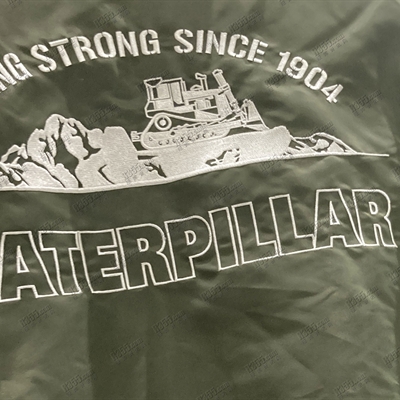 NG STRONG SINCE 1904
ATERPILLAR